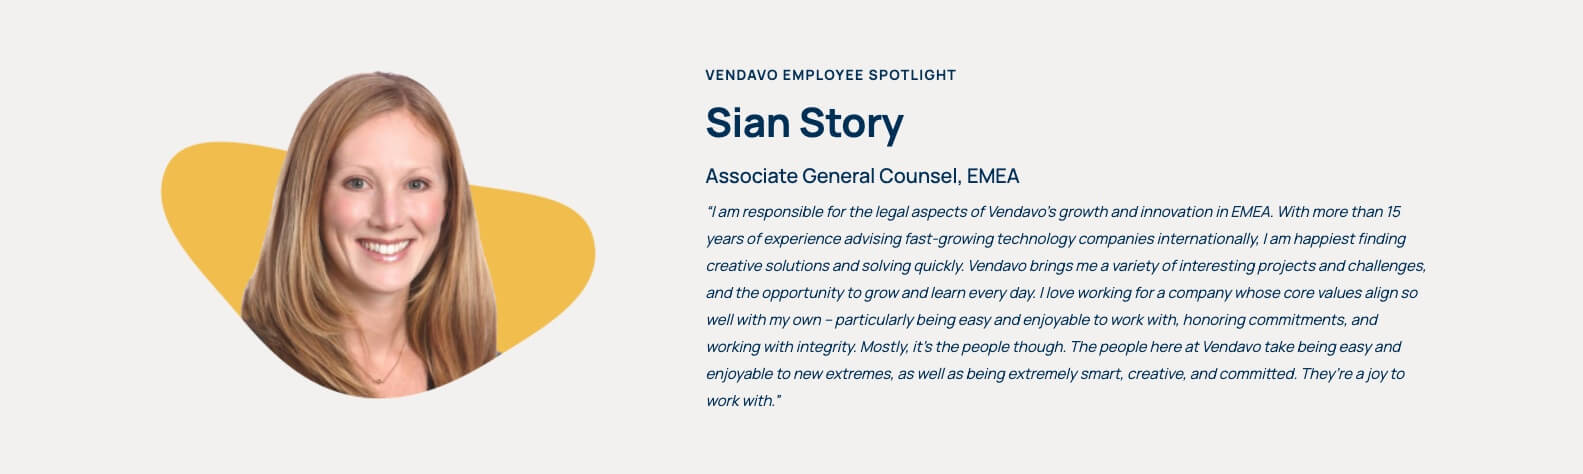 VENDAVO EMPLOYEE SPOTLIGHT
Sian Story
Associate General Counsel, EMEA
“I am responsible for the legal aspects of Vendavo’s growth and innovation in EMEA. With more than 15
years of experience advising fast-growing technology companies internationally, I am happiest finding
creative solutions and solving quickly. Vendavo brings me a variety of interesting projects and challenges,
and the opportunity to grow and learn every day. I love working for a company whose core values align so
well with my own – particularly being easy and enjoyable to work with, honoring commitments, and
working with integrity. Mostly, it’s the people though. The people here at Vendavo take being easy and
enjoyable to new extremes, as well as being extremely smart, creative, and committed. They’re a joy to
work with.”